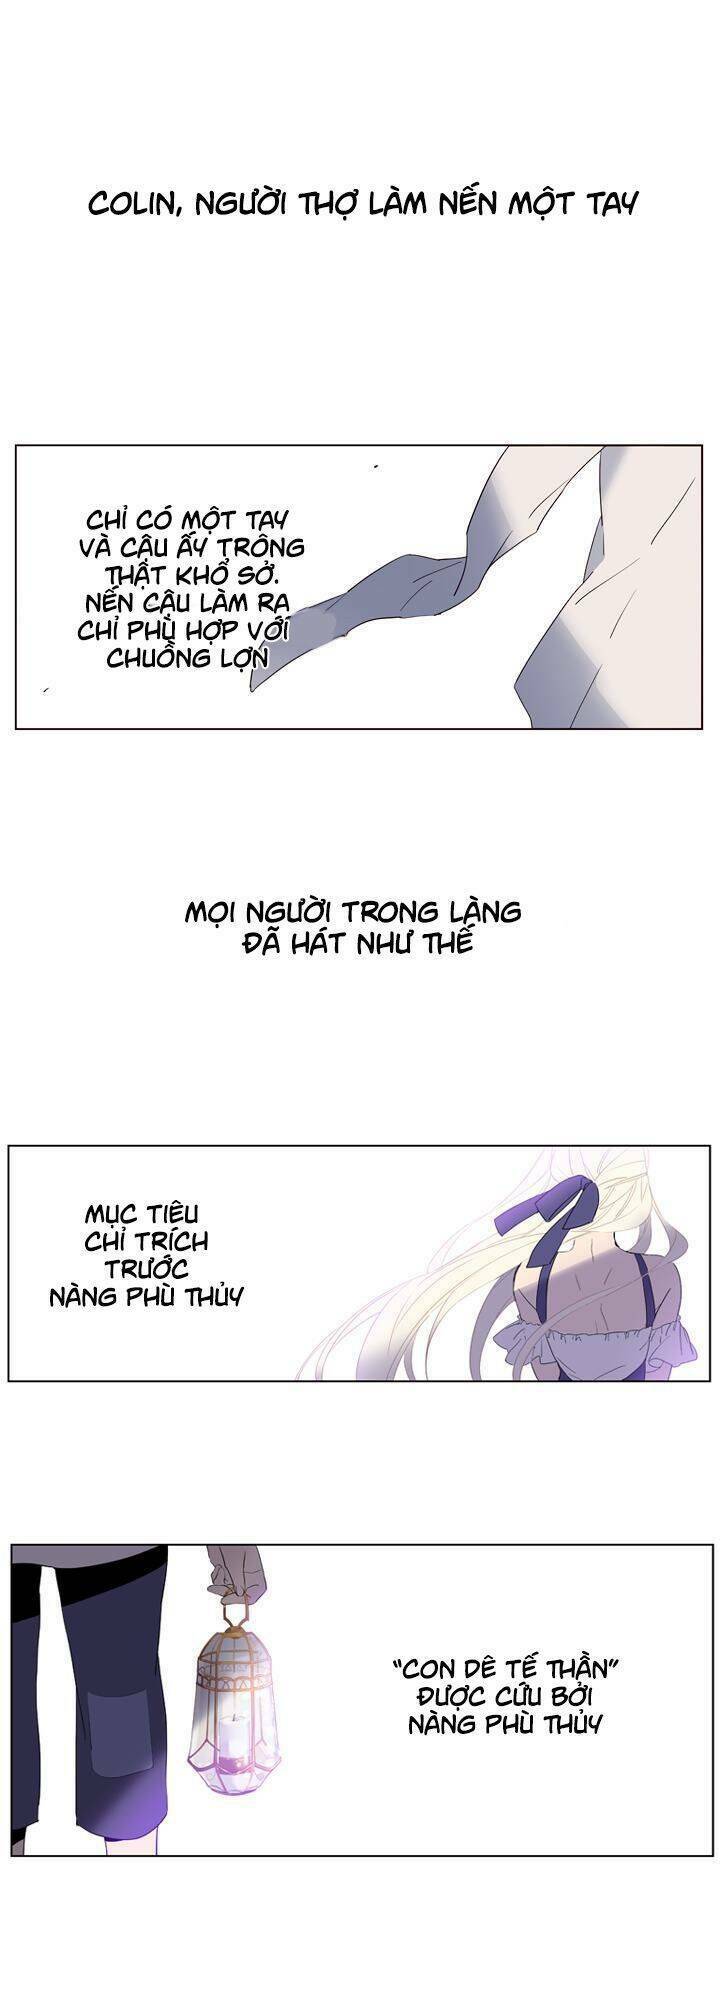 COLIN, NGƯỜI THỢ LÀM NẾN MỘT TAY
CHỈ CÓ MỘT TAY
VÀ CẬU ẤY TRÔNG
THẬT KHỔ SỞ.
NẾN CẬU LÀM RA
CHỈ PHÙ HỢP VỚI
CHUỒNG LỢN
MỌI NGƯỜI TRONG LÀNG
ĐÃ HÁT NHƯ THẾ
MỤC TIÊU
CHỈ TRÍCH
TRƯỚC
NÀNG PHÙ THỦY
"CON DÊ TẾ THẦN"
ĐƯỢC CỨU BỞI
NÀNG PHÙ THỦY